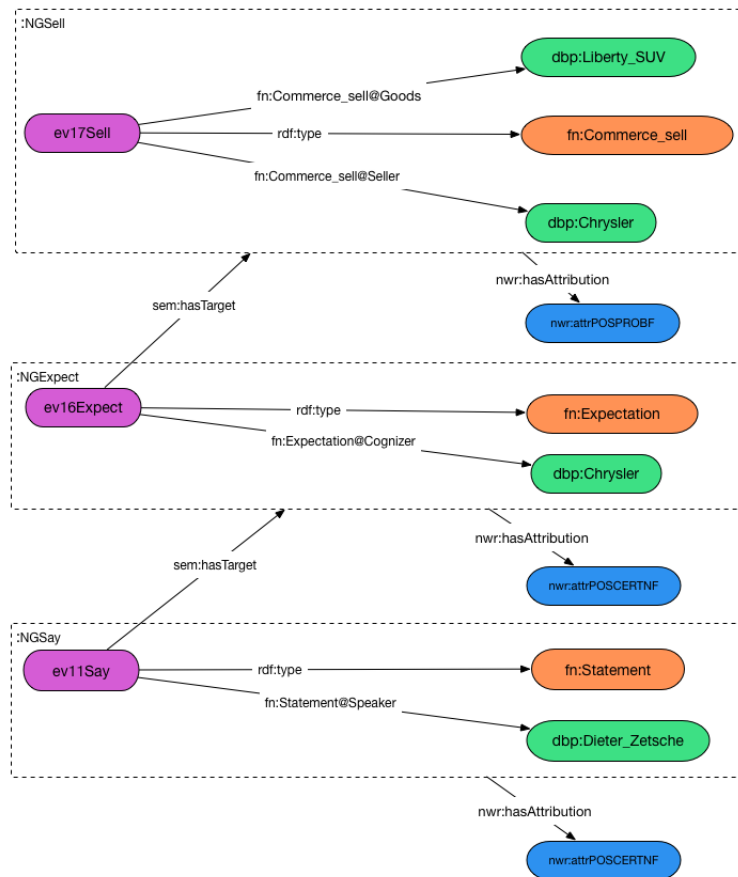 :NGSell
dbp:Liberty_SUV
fn:Commerce_sell@Goods
ev17Sell
rdf:type
fn:Commerce_sell
fn:Commerce_sell@Seller
dbp:Chrysler
nwr:hasAttribution
sem:hasTarget
nwr:attrPOSPROBF
:NGExpect
ev16Expect
rdf:type
fn:Expectation
fn:Expectation@Cognizer
dbp:Chrysler
nwr:hasAttribution
sem:hasTarget
nwr:attrPOSCERTNF
:NGSay
ev11Say
rdf:type
fn:Statement
fn:Statement@Speaker
dbp:Dieter_Zetsche
nwr:hasAttribution
nwr:attrPOSCERTNF